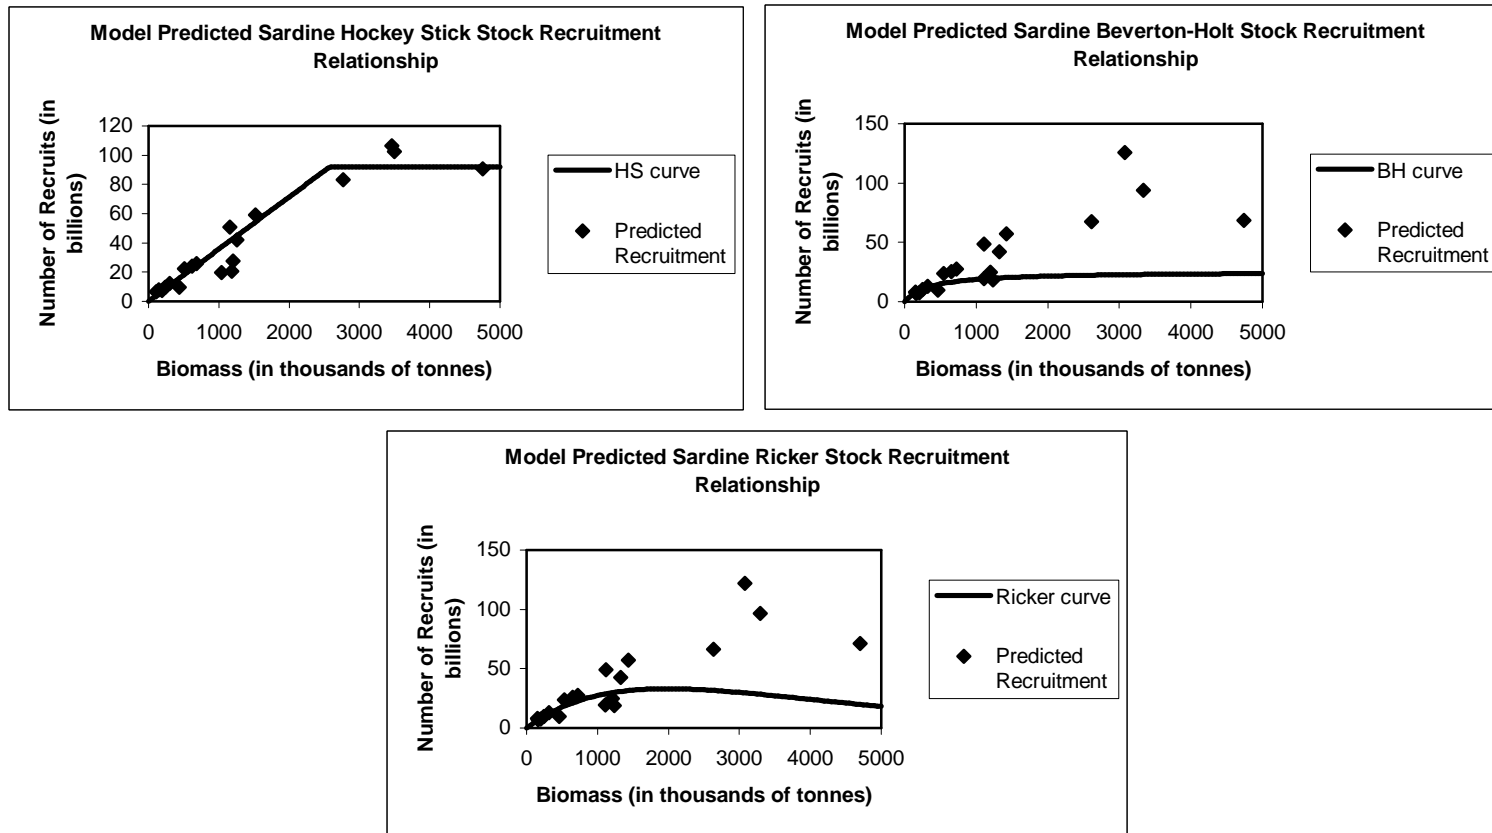 Model Predicted Sardine Hockey Stick Stock Recruitment
Relationship
Number of Recruits (in
billions)
120
100
80
60
40
20
0
0 1000 2000 3000 4000 5000
Biomass (in thousands of tonnes)
HS curve
Predicted
Recruitment
Model Predicted Sardine Beverton-Holt Stock Recruitment
Relationship
Number of Recruits (in
billions)
150
100
50
0
0 1000 2000 3000 4000 5000
Biomass (in thousands of tonnes)
BH curve
Predicted
Recruitment
Model Predicted Sardine Ricker Stock Recruitment
Relationship
Number of Recruits (in
billions)
150
100
50
0
0 1000 2000 3000 4000 5000
Biomass (in thousands of tonnes)
Ricker curve
Predicted
Recruitment